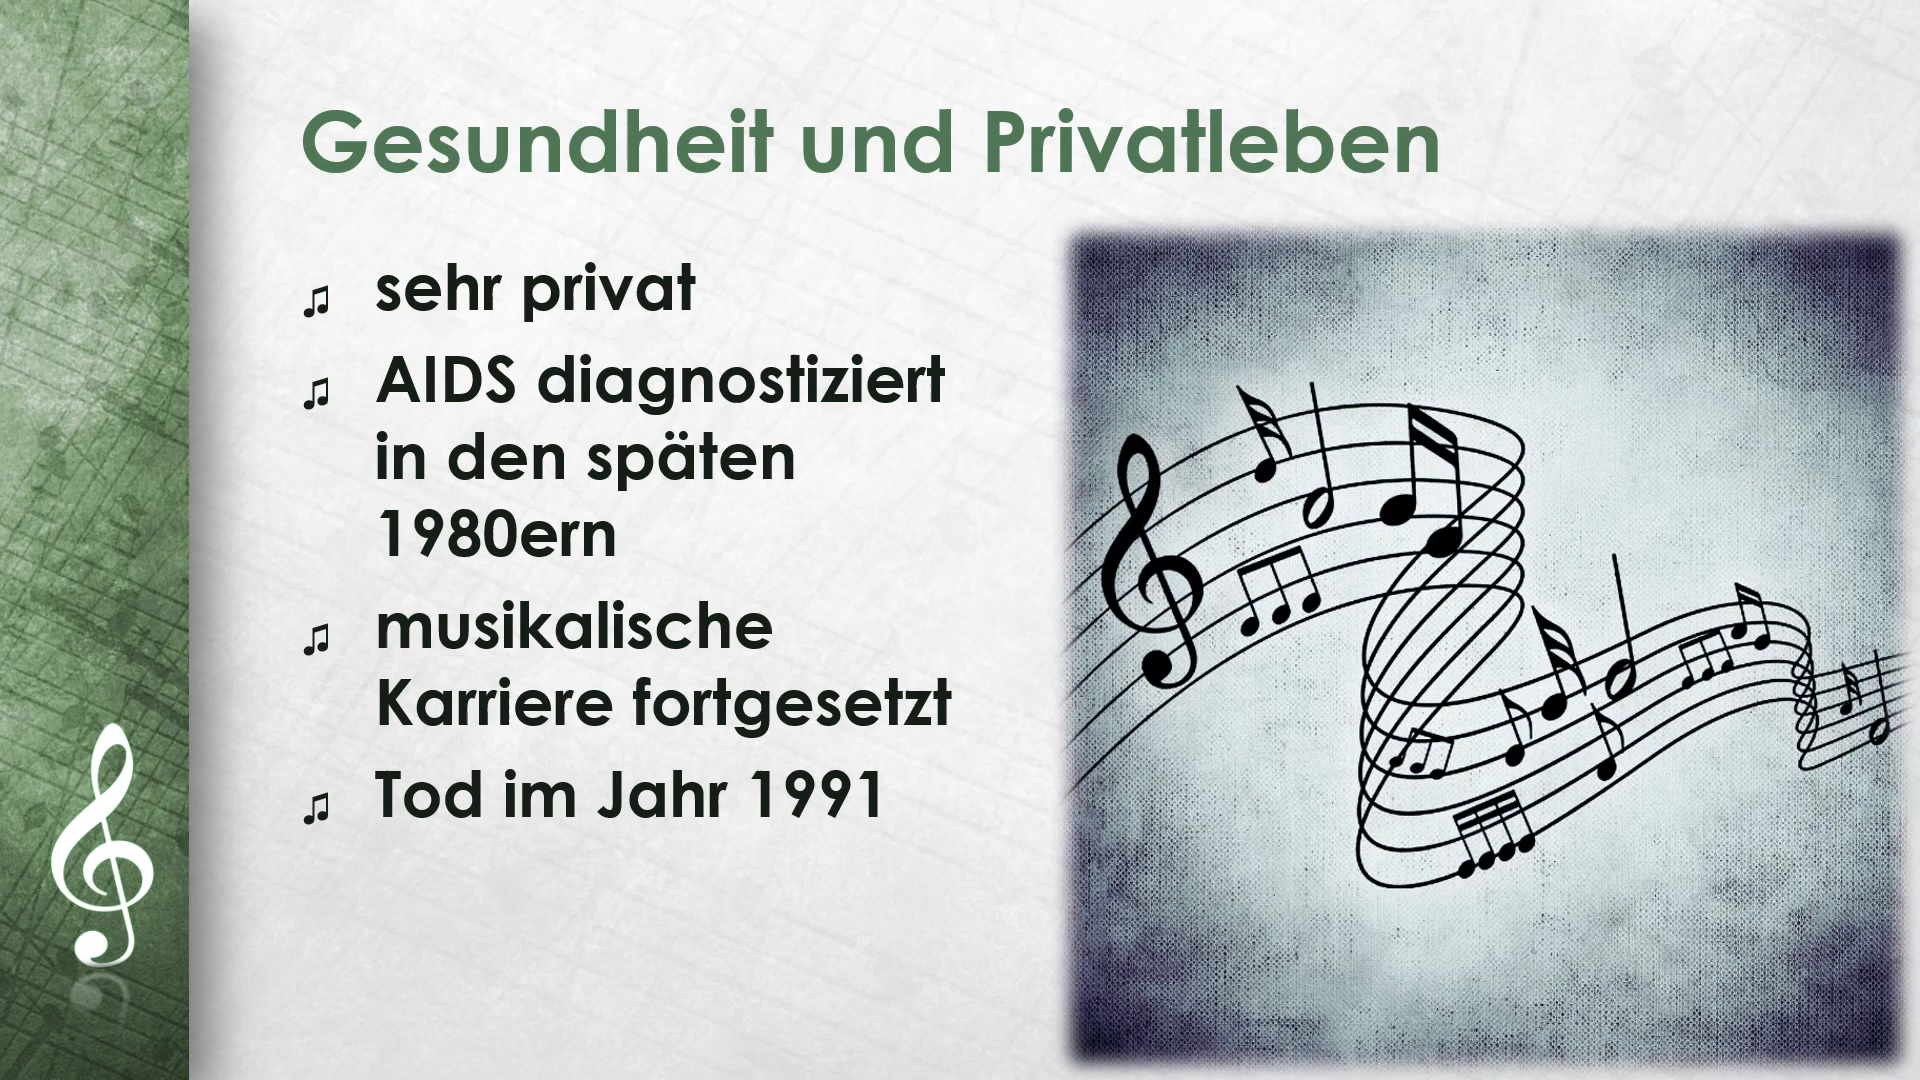 Gesundheit und Privatleben
♫ sehr privat
♫ AIDS diagnostiziert
in den späten
1980ern
♫ musikalische
Karriere fortgesetzt
♫ Tod im Jahr 1991